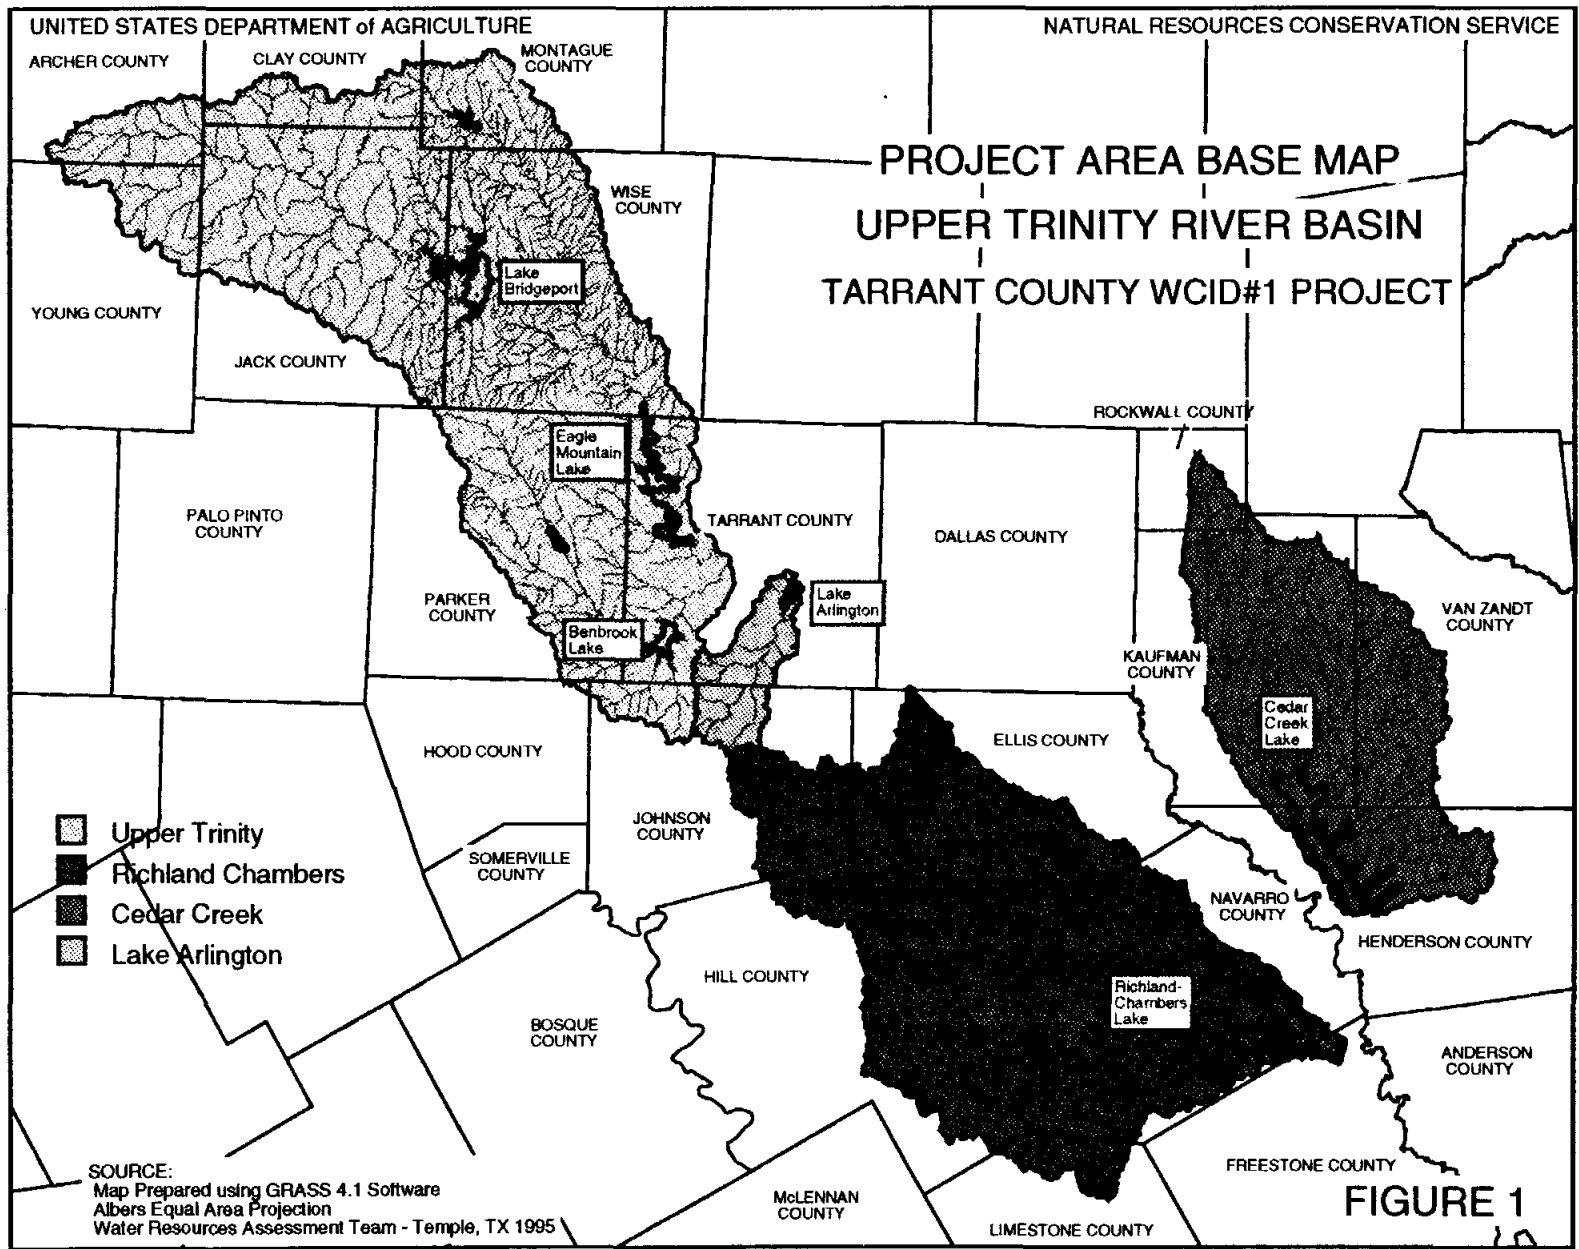 UNITED STATES DEPARTMENT of AGRICULTURE
NATURAL RESOURCES CONSERVATION SERVICE
ARCHER COUNTY
CLAY COUNTY
MONTAGUE
COUNTY
PROJECT AREA BASE MAP
UPPER TRINITY RIVER BASIN
TARRANT COUNTY WCID#1 PROJECT
WISE
COUNTY
Lake
Bridgeport
YOUNG COUNTY
JACK COUNTY
ROCKWALL COUNTY
Eagle
Mountain
Lake
PALO PINTO
COUNTY
TARRANT COUNTY
DALLAS COUNTY
PARKER
COUNTY
Lake
Arlington
VAN ZANDT
COUNTY
Benbrook
Lake
KAUFMAN
COUNTY
Cedar
Creek
Lake
HOOD COUNTY
ELLIS COUNTY
JOHNSON
COUNTY
Upper Trinity
Richland Chambers
Cedar Creek
Lake Arlington
SOMERVILLE
COUNTY
NAVARRO
COUNTY
HENDERSON COUNTY
HILL COUNTY
Richland-
Chambers
Lake
BOSQUE
COUNTY
ANDERSON
COUNTY
FREESTONE COUNTY
McLENNAN
COUNTY
LIMESTONE COUNTY
SOURCE:
Map Prepared using GRASS 4.1 Software
Albers Equal Area Projection
Water Resources Assessment Team - Temple, TX 1995
FIGURE 1